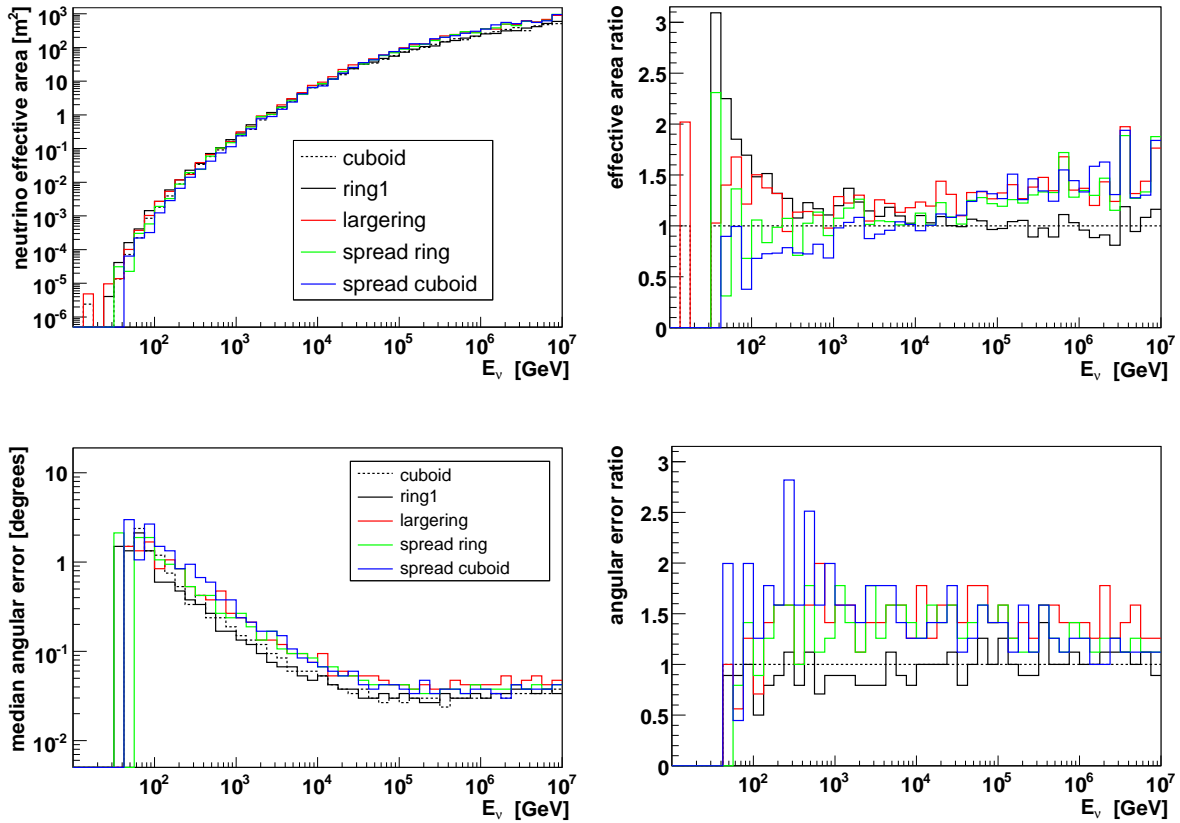 neutrino effective area [m²]
10³
10²
10
1
10⁻¹
10⁻²
10⁻³
10⁻⁴
10⁻⁵
10⁻⁶
cuboid
ring1
largering
spread ring
spread cuboid
10² 10³ 10⁴ 10⁵ 10⁶ 10⁷
Eν [GeV]
effective area ratio
3
2.5
2
1.5
1
0.5
0
10² 10³ 10⁴ 10⁵ 10⁶ 10⁷
Eν [GeV]
median angular error [degrees]
10
1
10⁻¹
10⁻²
cuboid
ring1
largering
spread ring
spread cuboid
10² 10³ 10⁴ 10⁵ 10⁶ 10⁷
Eν [GeV]
angular error ratio
3
2.5
2
1.5
1
0.5
0
10² 10³ 10⁴ 10⁵ 10⁶ 10⁷
Eν [GeV]